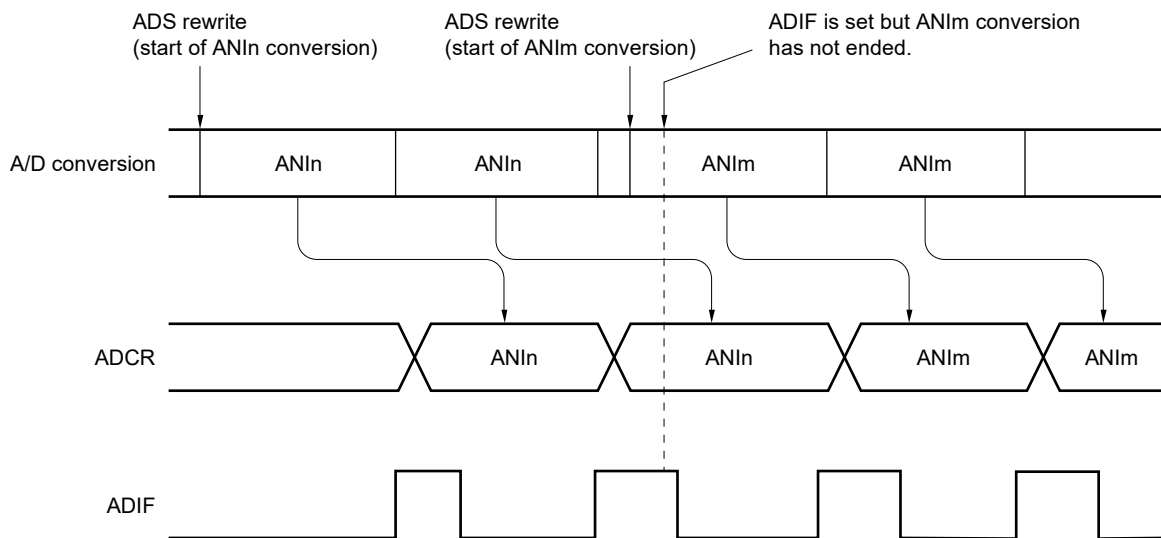 ADS rewrite
(start of ANIn conversion)
ADS rewrite
(start of ANIm conversion)
ADIF is set but ANIm conversion
has not ended.
A/D conversion
ANIn
ANIn
ANIm
ANIm
ADCR
ANIn
ANIn
ANIm
ANIm
ADIF